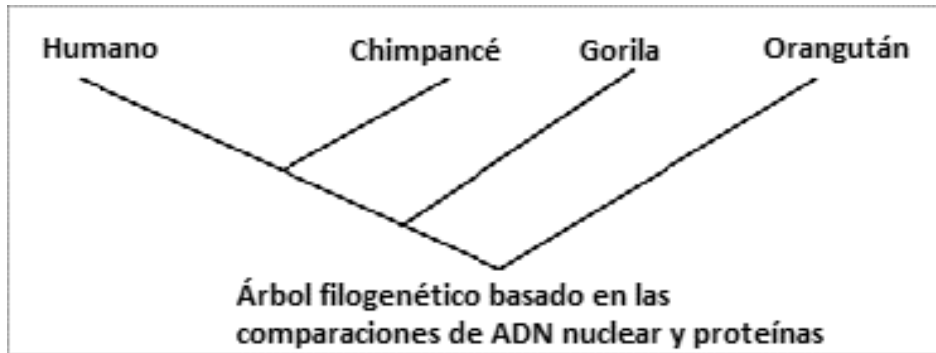 Humano Chimpancé Gorila Orangután
Árbol filogenético basado en las
comparaciones de ADN nuclear y proteínas